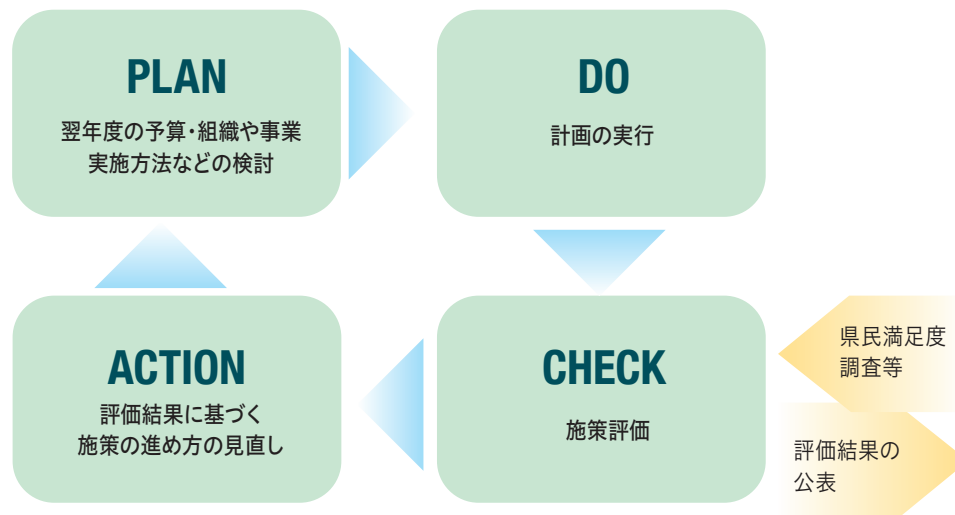 PLAN
翌年度の予算・組織や事業
実施方法などの検討
DO
計画の実行
ACTION
評価結果に基づく
施策の進め方の見直し
CHECK
施策評価
県民満足度
調査等
評価結果の
公表